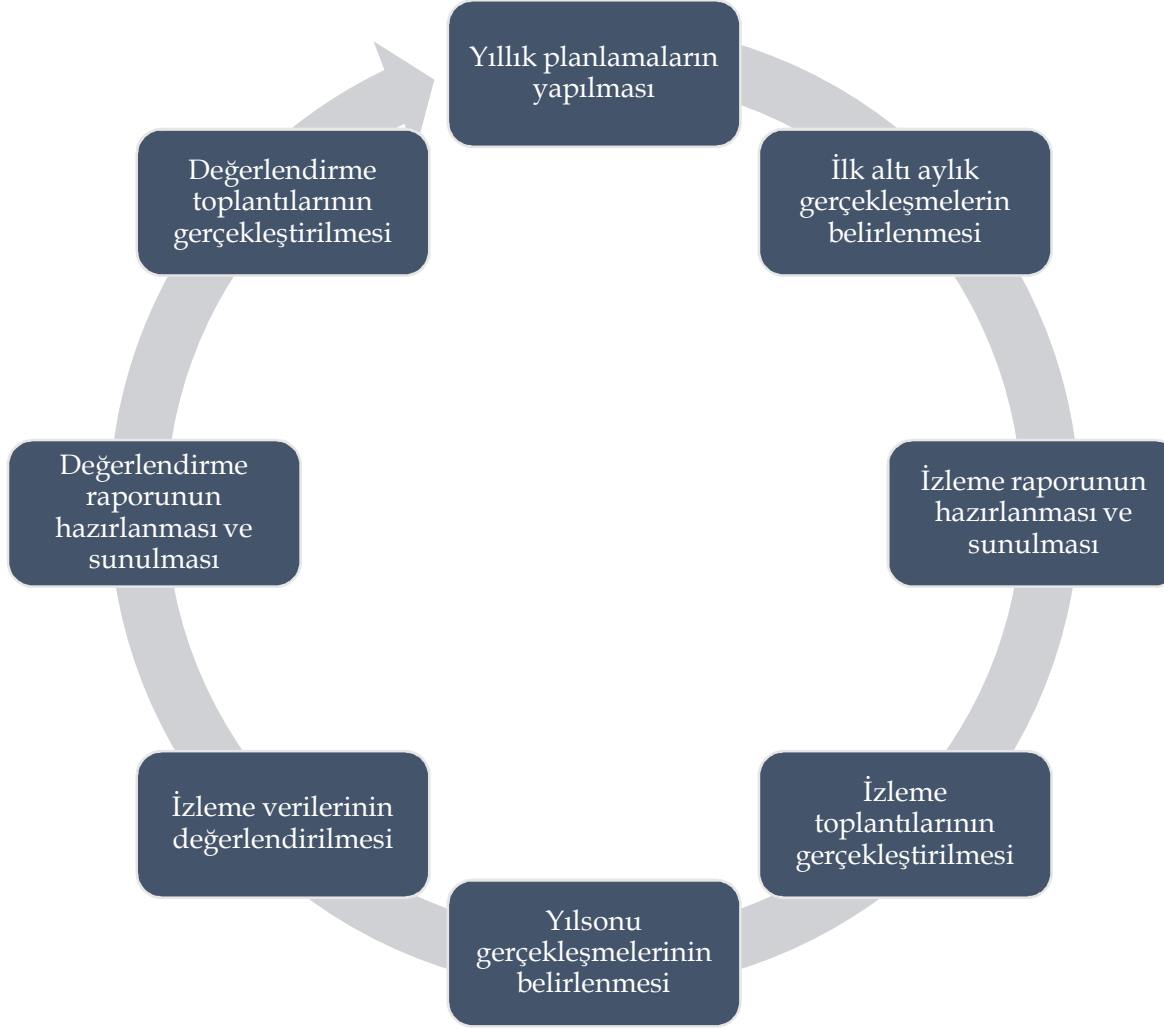 Yıllık planlamaların
yapılması
İlk altı aylık
gerçekleşmelerin
belirlenmesi
İzleme raporunun
hazırlanması ve
sunulması
İzleme
toplantılarının
gerçekleştirilmesi
Yılsonu
gerçekleşmelerinin
belirlenmesi
İzleme verilerinin
değerlendirilmesi
Değerlendirme
raporunun
hazırlanması ve
sunulması
Değerlendirme
toplantılarının
gerçekleştirilmesi